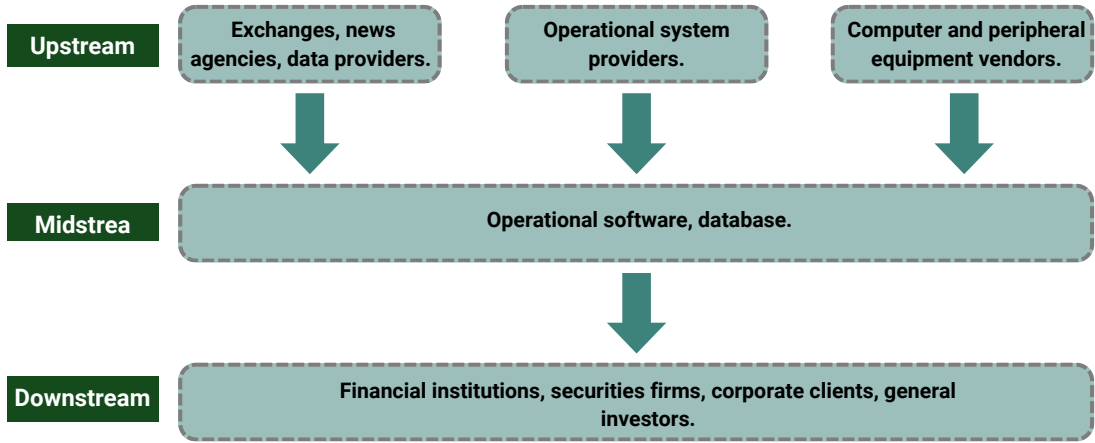 Upstream
Exchanges, news
agencies, data providers.
Operational system
providers.
Computer and peripheral
equipment vendors.
Midstrea
Operational software, database.
Downstream
Financial institutions, securities firms, corporate clients, general
investors.